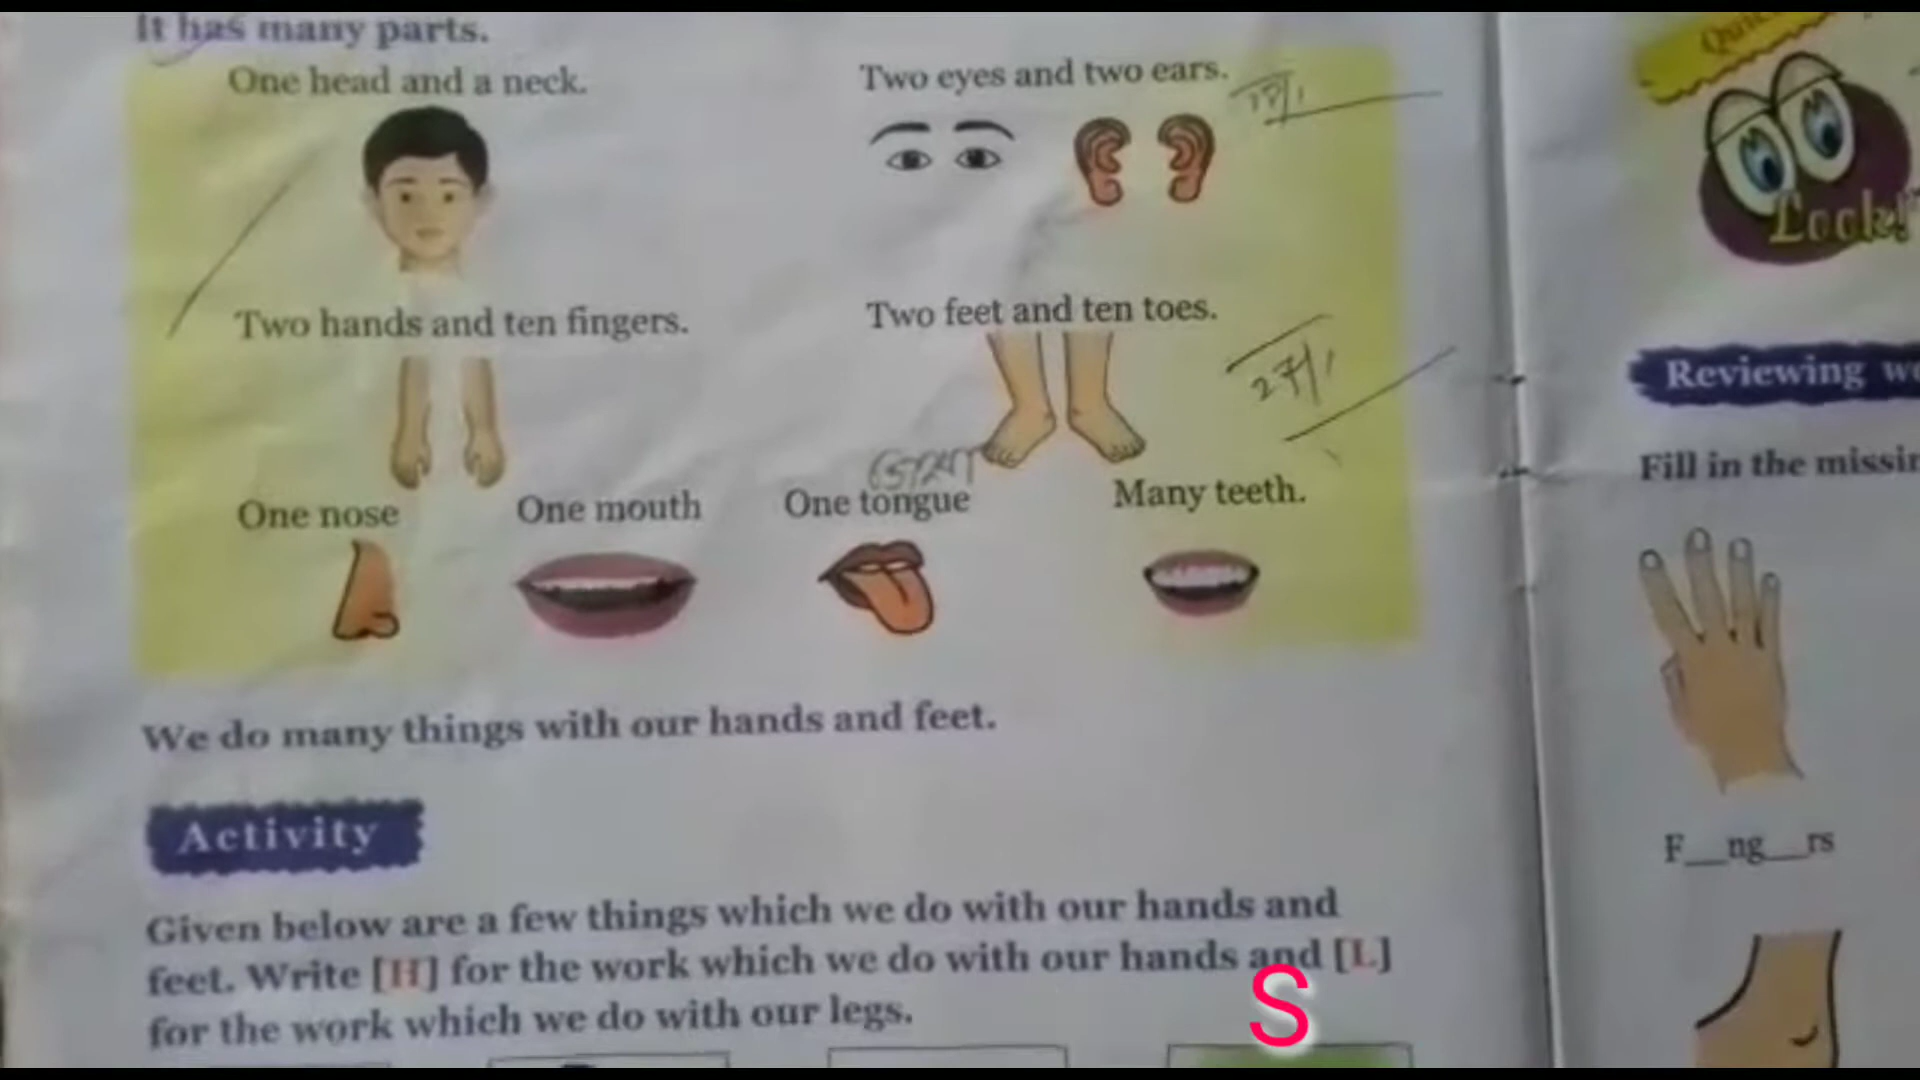 It has many parts.
One head and a neck.
Two eyes and two ears.
Two hands and ten fingers.
Two feet and ten toes.
27/1
One nose
One mouth
One tongue
Many teeth.
We do many things with our hands and feet.
Activity
Given below are a few things which we do with our hands and
feet. Write [H] for the work which we do with our hands and [L]
for the work which we do with our legs.
S
Look!
Reviewing
Fill in the
F__ng__rs